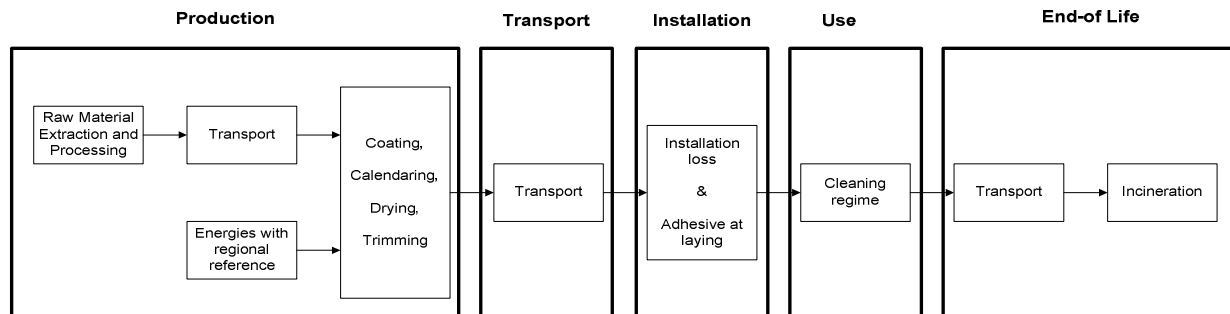 Production
Transport
Installation
Use
End-of Life
Raw Material
Extraction and
Processing
Transport
Energies with
regional
reference
Coating,
Calendaring,
Drying,
Trimming
Transport
Installation
loss
&
Adhesive at
laying
Cleaning
regime
Transport
Incineration